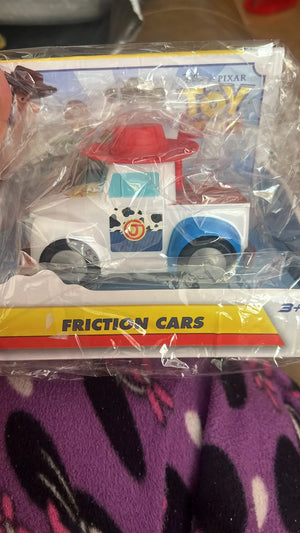 PIXAR
TOY
FRICTION CARS
3+